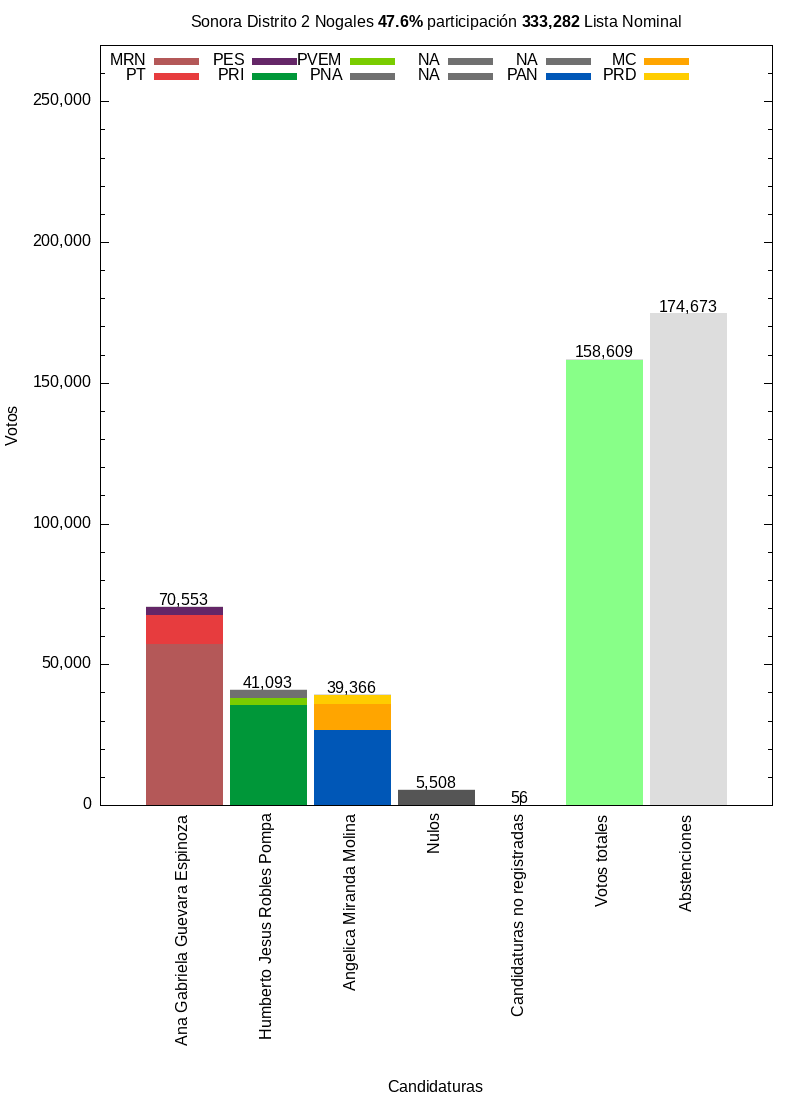 Sonora Distrito 2 Nogales 47.6% participación 333,282 Lista Nominal
MRN PES PVEM NA NA MC
PT PRI PNA NA PAN PRD
250,000
200,000
150,000
100,000
50,000
0
Votos
70,553
41,093
39,366
5,508
56
158,609
174,673
Ana Gabriela Guevara Espinoza
Humberto Jesus Robles Pompa
Angelica Miranda Molina
Nulos
Candidaturas no registradas
Votos totales
Abstenciones
Candidaturas